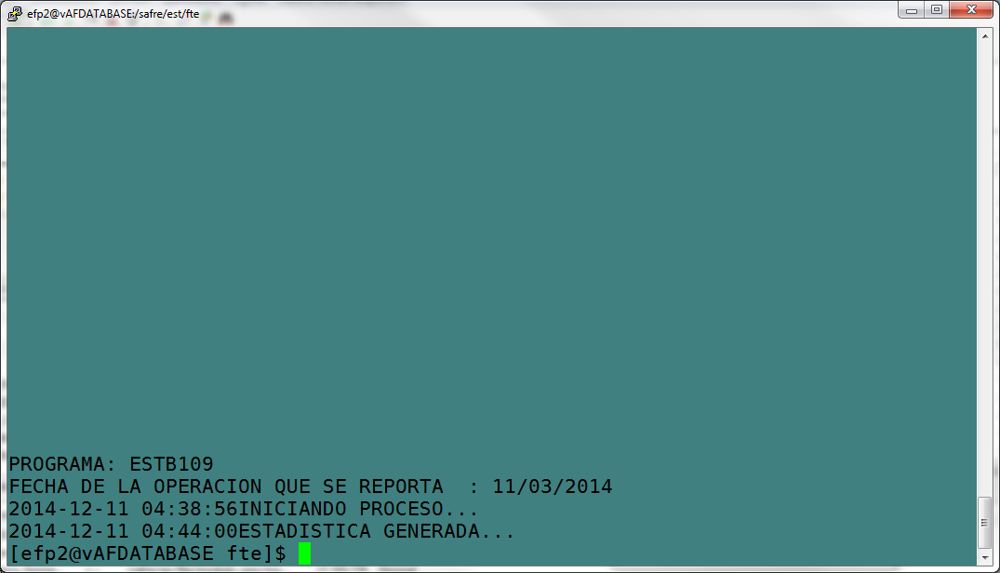 efp2@vAFDATABASE:/safre/est/fte
PROGRAMA: ESTB109
FECHA DE LA OPERACION QUE SE REPORTA  : 11/03/2014
2014-12-11 04:38:56INICIANDO PROCESO...
2014-12-11 04:44:00ESTADISTICA GENERADA...
[efp2@vAFDATABASE fte]$